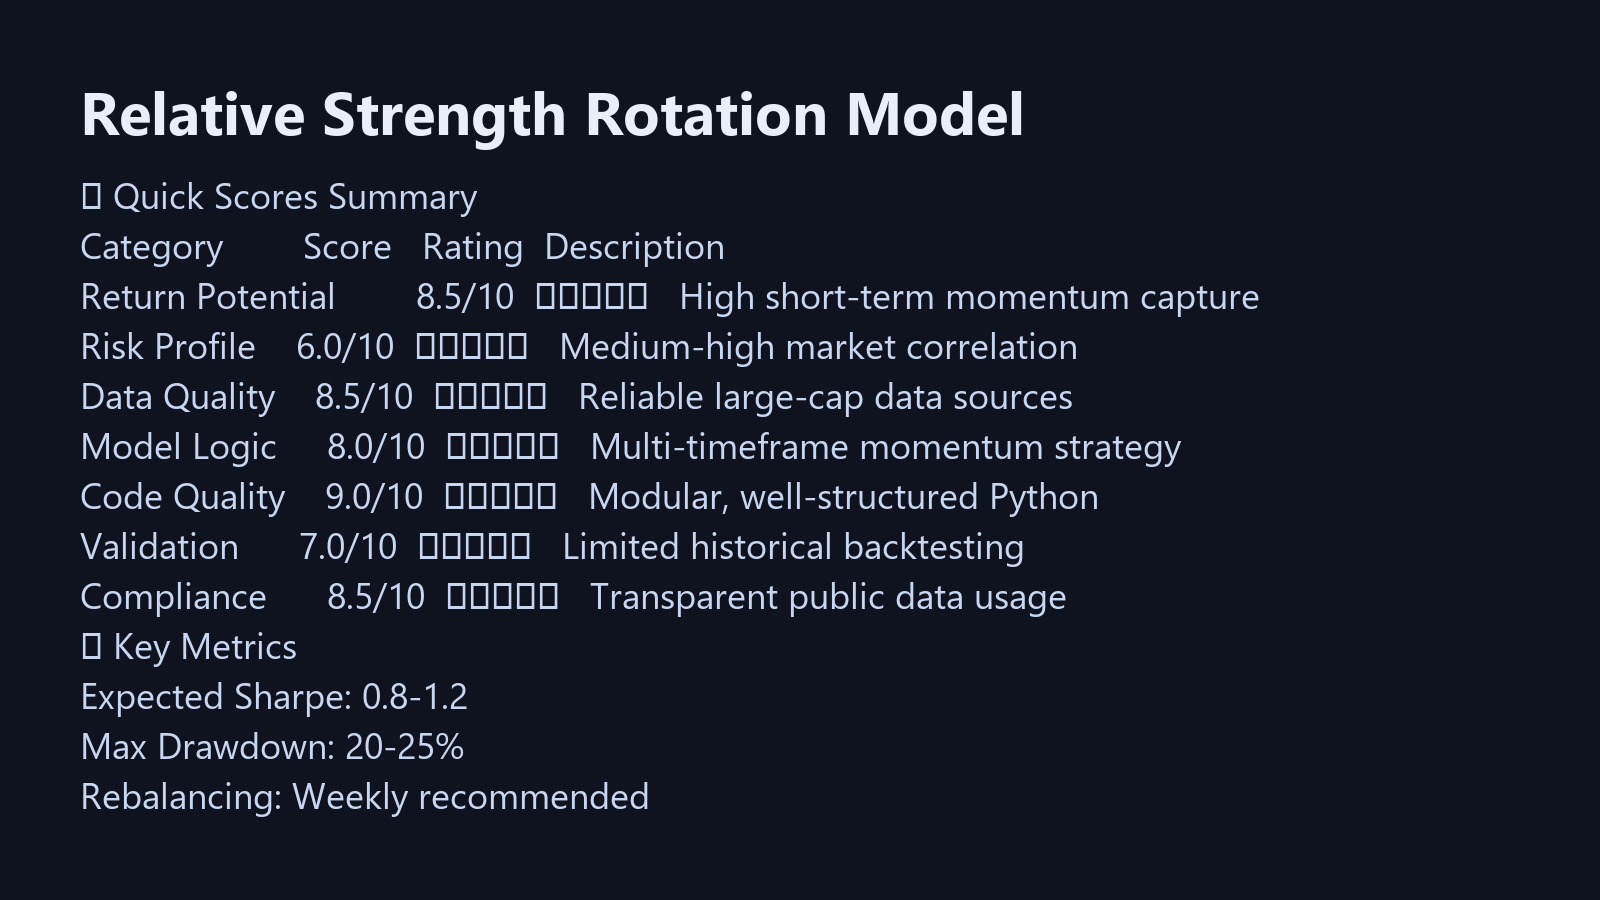 Relative Strength Rotation Model
▯ Quick Scores Summary
Category Score Rating Description
Return Potential 8.5/10 ▯▯▯▯▯ High short-term momentum capture
Risk Profile 6.0/10 ▯▯▯▯▯ Medium-high market correlation
Data Quality 8.5/10 ▯▯▯▯▯ Reliable large-cap data sources
Model Logic 8.0/10 ▯▯▯▯▯ Multi-timeframe momentum strategy
Code Quality 9.0/10 ▯▯▯▯▯ Modular, well-structured Python
Validation 7.0/10 ▯▯▯▯▯ Limited historical backtesting
Compliance 8.5/10 ▯▯▯▯▯ Transparent public data usage
▯ Key Metrics
Expected Sharpe: 0.8-1.2
Max Drawdown: 20-25%
Rebalancing: Weekly recommended